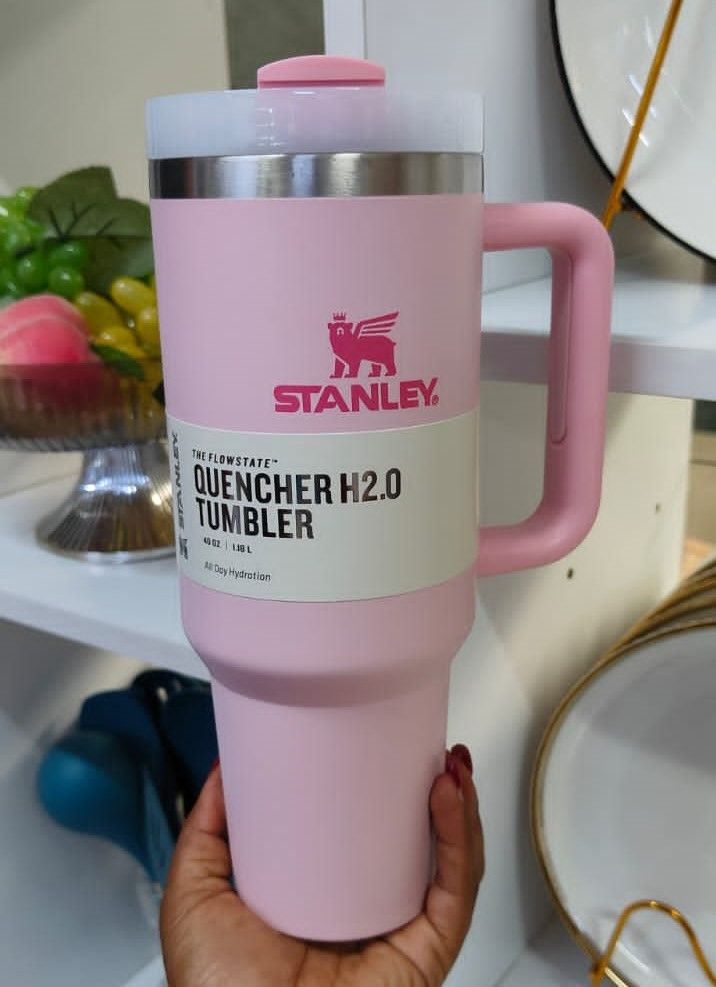 STANLEY®
STANLEY
THE FLOWSTATE™
QUENCHER H2.0
TUMBLER
40 OZ | 1.18 L
All Day Hydration